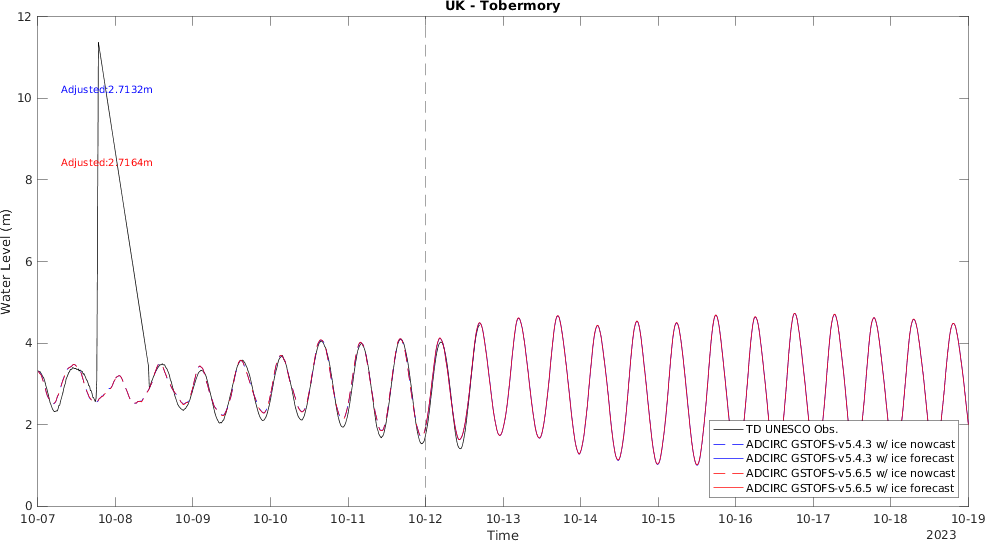 UK - Tobermory
Water Level (m)
12
10
8
6
4
2
0
Adjusted:2.7132m
Adjusted:2.7164m
TD UNESCO Obs.
ADCIRC GSTOFS-v5.4.3 w/ ice nowcast
ADCIRC GSTOFS-v5.4.3 w/ ice forecast
ADCIRC GSTOFS-v5.6.5 w/ ice nowcast
ADCIRC GSTOFS-v5.6.5 w/ ice forecast
10-07 10-08 10-09 10-10 10-11 10-12 10-13 10-14 10-15 10-16 10-17 10-18 10-19
Time
2023